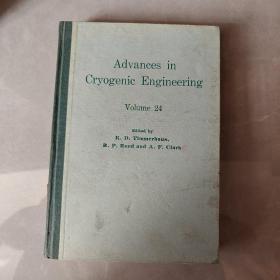 Advances in
Cryogenic Engineering
Volume 24
Edited by
K. D. Timmerhaus,
R. P. Reed and A. F. Clark